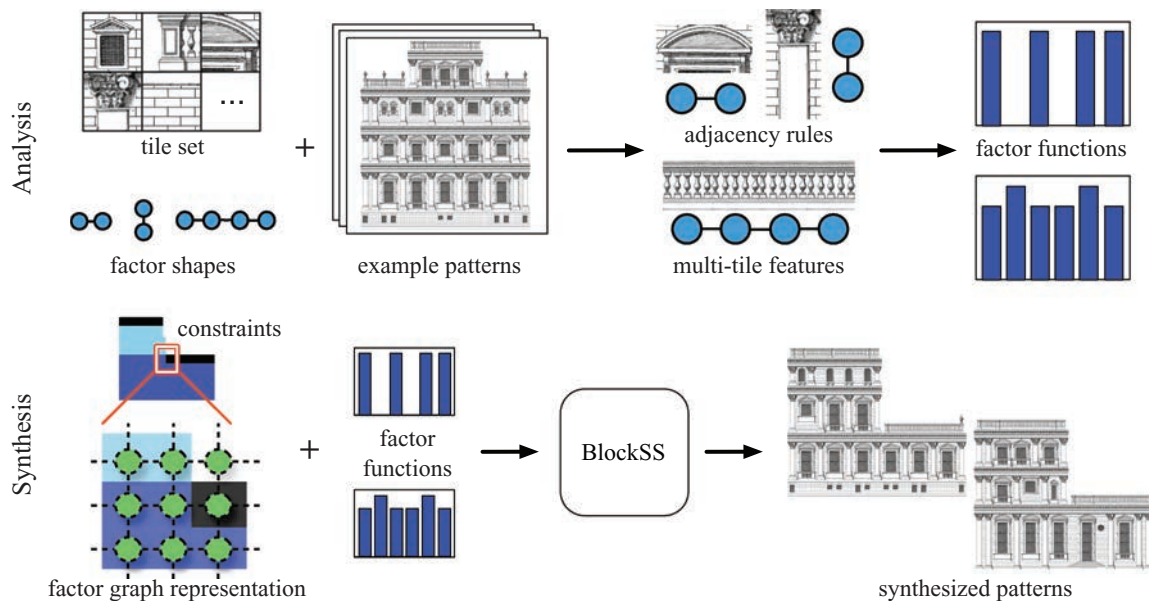 Analysis
...
tile set
+
adjacency rules
factor functions
factor shapes
example patterns
multi-tile features
Synthesis
constraints
+
factor
functions
BlockSS
factor graph representation
synthesized patterns